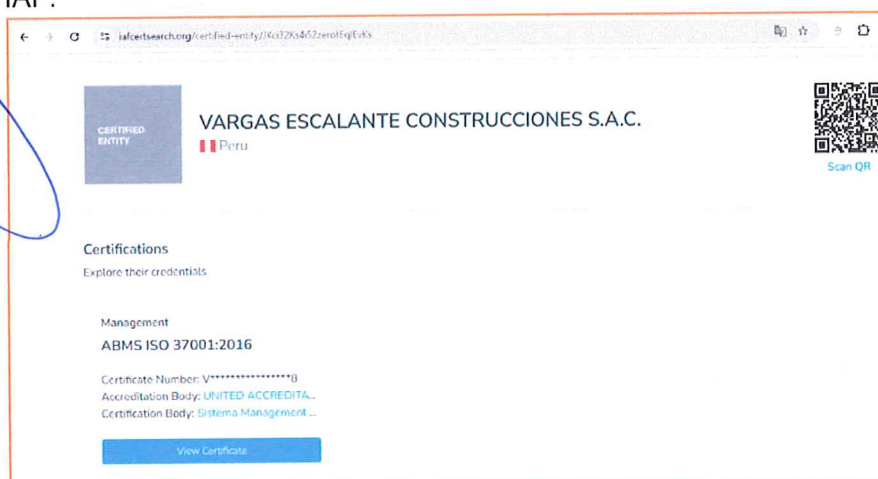 IAF:
iafcertsearch.org/certified-entity//
CERTIFIED
ENTITY
VARGAS ESCALANTE CONSTRUCCIONES S.A.C.
Peru
Scan QR
Certifications
Explore their credentials
Management
ABMS ISO 37001:2016
Certificate Number: V****************8
Accreditation Body: UNITED ACCREDITA...
Certification Body: Sistema Management ...
View Certificate